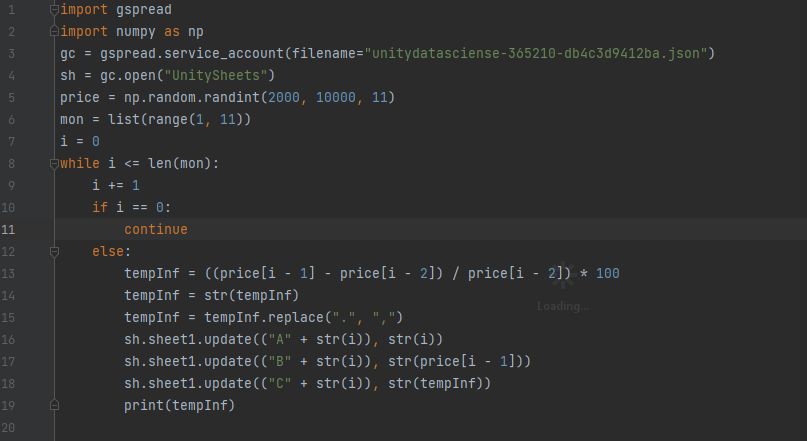 1 import gspread
2 import numpy as np
3 gc = gspread.service_account(filename="unitydatasciense-365210-db4c3d9412ba.json")
4 sh = gc.open("UnitySheets")
5 price = np.random.randint(2000, 10000, 11)
6 mon = list(range(1, 11))
7 i = 0
8 while i <= len(mon):
9     i += 1
10     if i == 0:
11         continue
12     else:
13         tempInf = ((price[i - 1] - price[i - 2]) / price[i - 2]) * 100
14         tempInf = str(tempInf)
Loading...
15         tempInf = tempInf.replace(".", ",")
16         sh.sheet1.update(("A" + str(i)), str(i))
17         sh.sheet1.update(("B" + str(i)), str(price[i - 1]))
18         sh.sheet1.update(("C" + str(i)), str(tempInf))
19         print(tempInf)
20